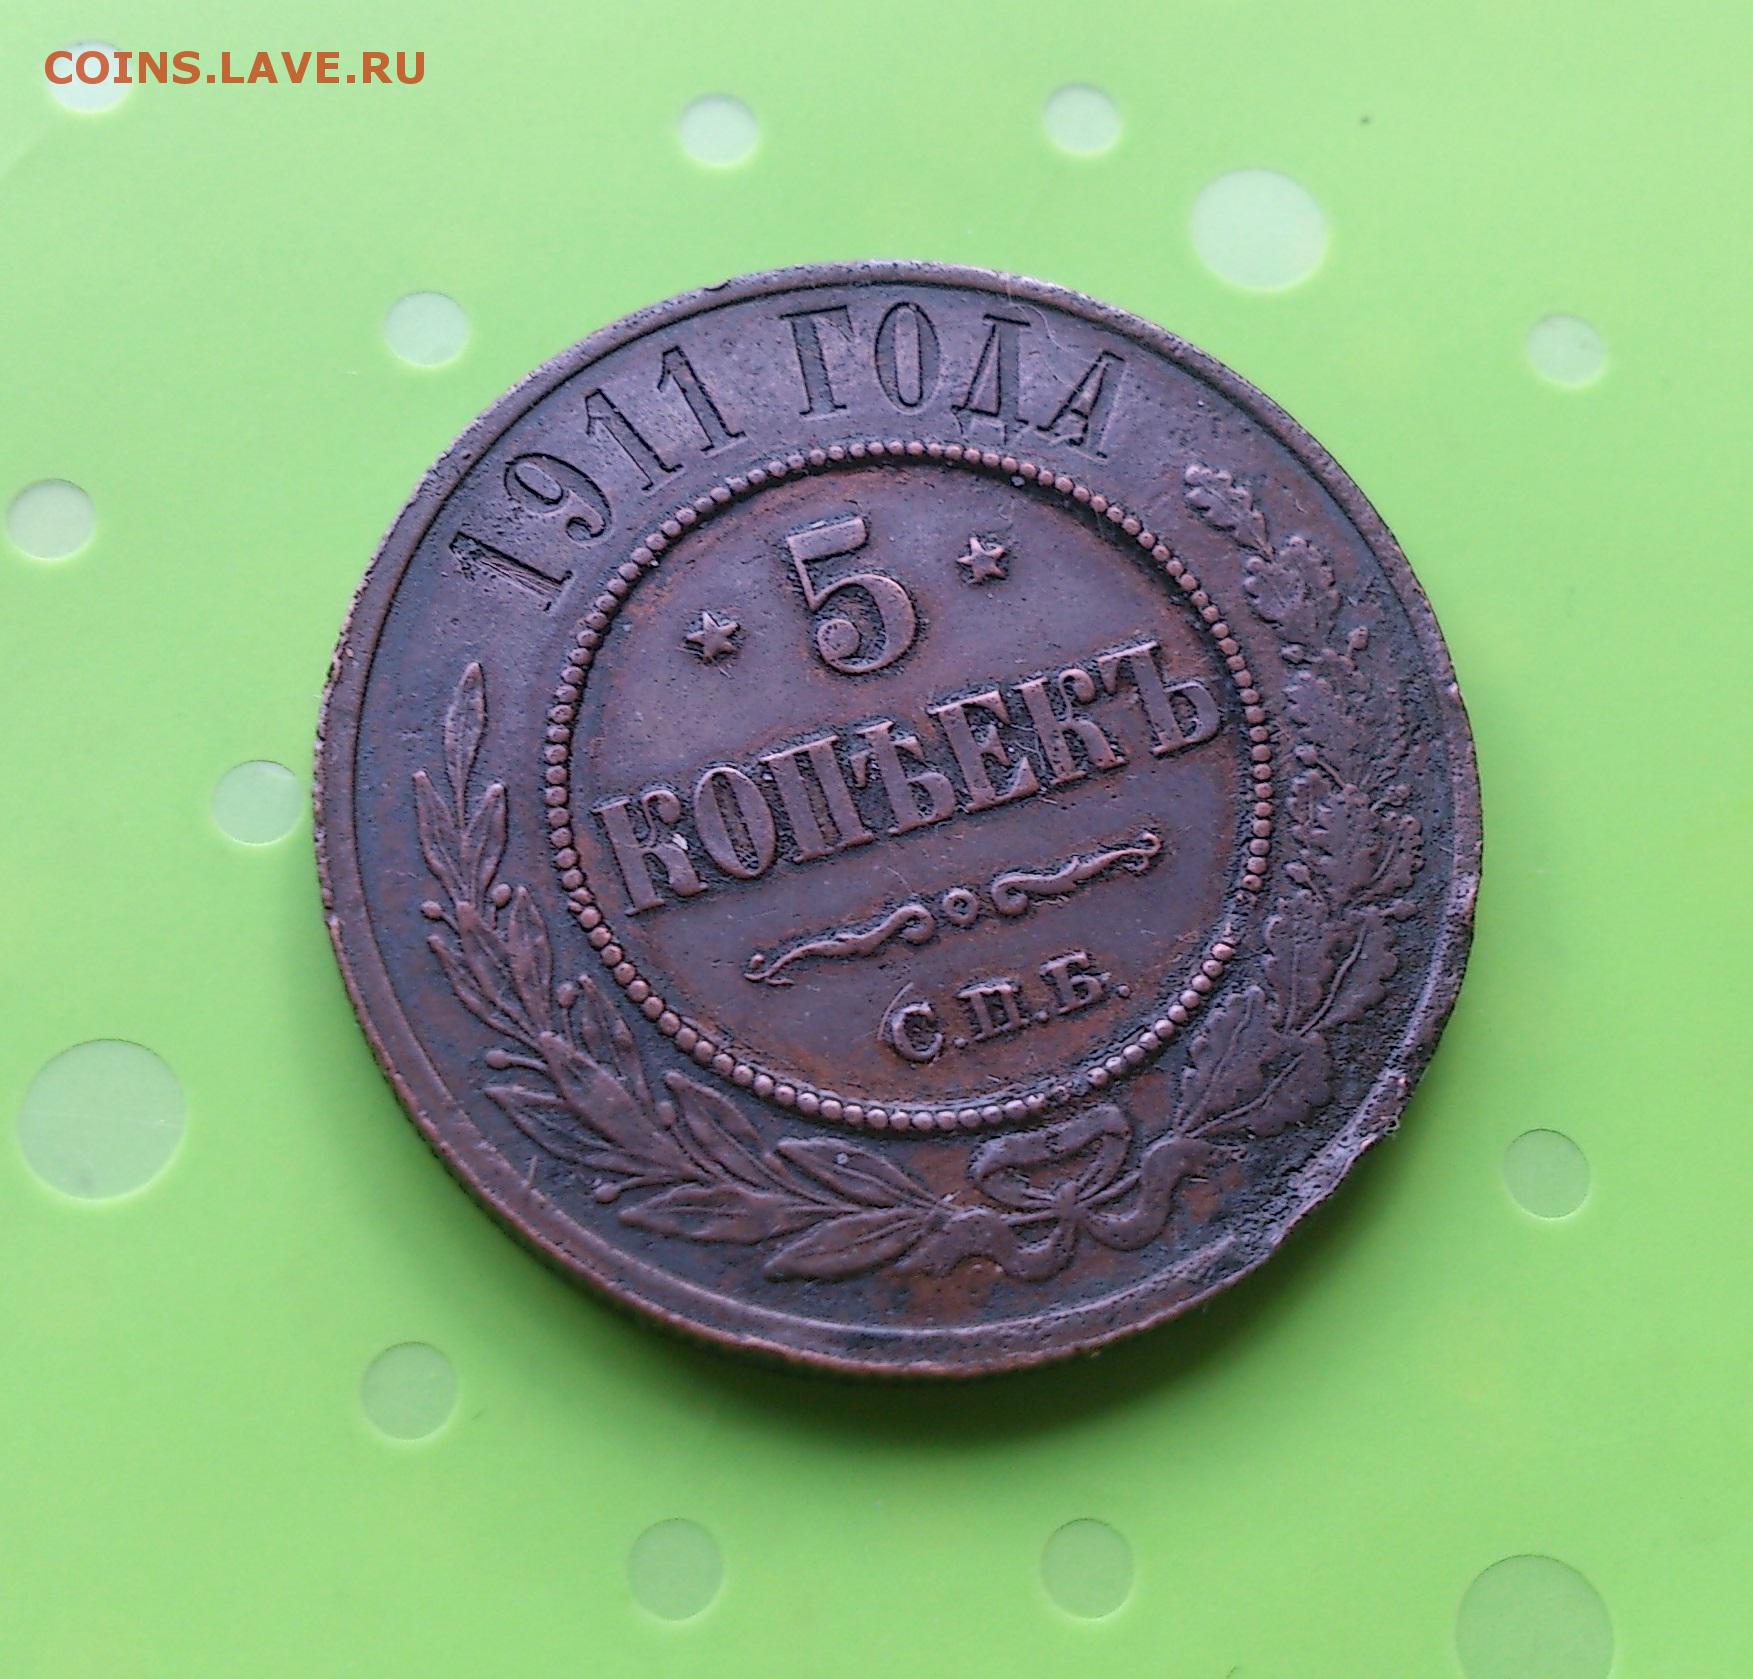 COINS.LAVE.RU
1911 ГОДА
5
КОПѢЕКЪ
С.П.Б.